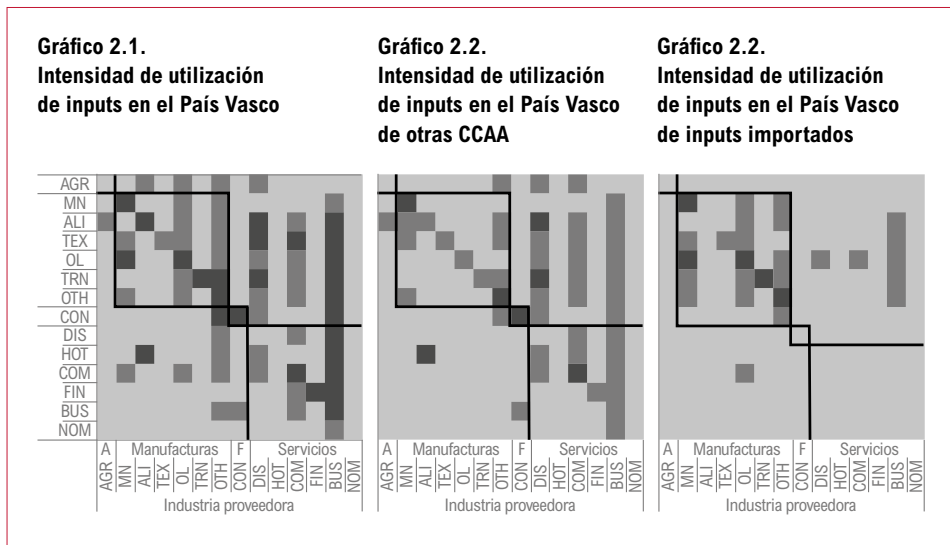 Gráfico 2.1.
Intensidad de utilización
de inputs en el País Vasco
Gráfico 2.2.
Intensidad de utilización
de inputs en el País Vasco
de otras CCAA
Gráfico 2.2.
Intensidad de utilización
de inputs en el País Vasco
de inputs importados
AGR
MN
ALI
TEX
OL
TRN
OTH
CON
DIS
HOT
COM
FIN
BUS
NOM
A Manufacturas F Servicios
AGR MN ALI TEX OL TRN OTH CON DIS HOT COM FIN BUS NOM
Industria proveedora
A Manufacturas F Servicios
AGR MN ALI TEX OL TRN OTH CON DIS HOT COM FIN BUS NOM
Industria proveedora
A Manufacturas F Servicios
AGR MN ALI TEX OL TRN OTH CON DIS HOT COM FIN BUS NOM
Industria proveedora